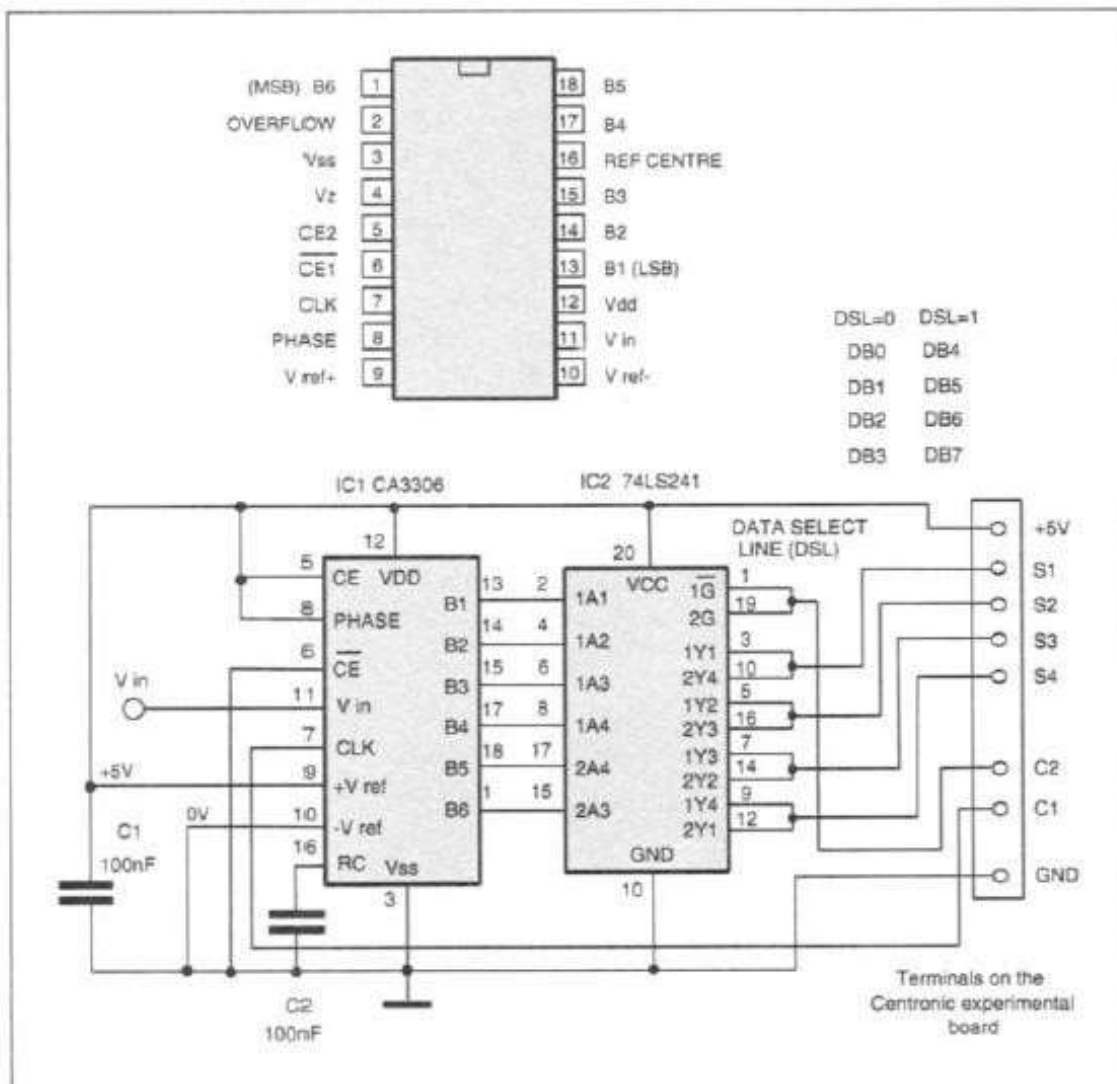 (MSB) B6 1 18 B5
OVERFLOW 2 17 B4
Vss 3 16 REF CENTRE
Vz 4 15 B3
CE2 5 14 B2
CE1 6 13 B1 (LSB)
CLK 7 12 Vdd
PHASE 8 11 V in
V ref+ 9 10 V ref-
DSL=0 DSL=1
DB0 DB4
DB1 DB5
DB2 DB6
DB3 DB7
IC1 CA3306
IC2 74LS241
DATA SELECT
LINE (DSL)
12
5 CE VDD
8 PHASE
6 CE
V in
11 V in
7 CLK
+5V 9 +V ref
0V 10 -V ref
16 RC
Vss
3
B1 13
B2 14
B3 15
B4 17
B5 18
B6 1
20
VCC
2 1A1
4 1A2
6 1A3
8 1A4
17 2A4
15 2A3
GND
10
1G 1
2G 19
1Y1 3
2Y4 10
1Y2 5
2Y3 16
1Y3 7
2Y2 14
1Y4 9
2Y1 12
+5V
S1
S2
S3
S4
C2
C1
GND
C1
100nF
C2
100nF
Terminals on the
Centronic experimental
board